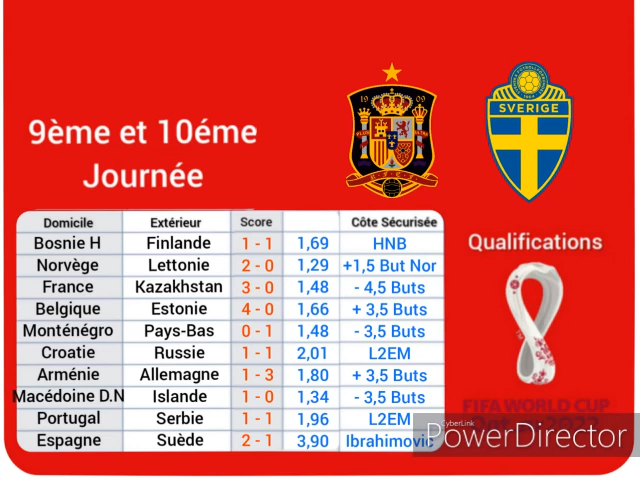 1909
SVERIGE
9ème et 10éme
Journée
Domicile Extérieur Score Côte Sécurisée
Bosnie H Finlande 1 - 1 1,69 HNB
Norvège Lettonie 2 - 0 1,29 +1,5 But Nor
France Kazakhstan 3 - 0 1,48 - 4,5 Buts
Belgique Estonie 4 - 0 1,66 + 3,5 Buts
Monténégro Pays-Bas 0 - 1 1,48 - 3,5 Buts
Croatie Russie 1 - 1 2,01 L2EM
Arménie Allemagne 1 - 3 1,80 + 3,5 Buts
Macédoine D.N Islande 1 - 0 1,34 - 3,5 Buts
Portugal Serbie 1 - 1 1,96 L2EM
Espagne Suède 2 - 1 3,90 Ibrahimovic
Qualifications
FIFA WORLD CUP
CyberLink
PowerDirector